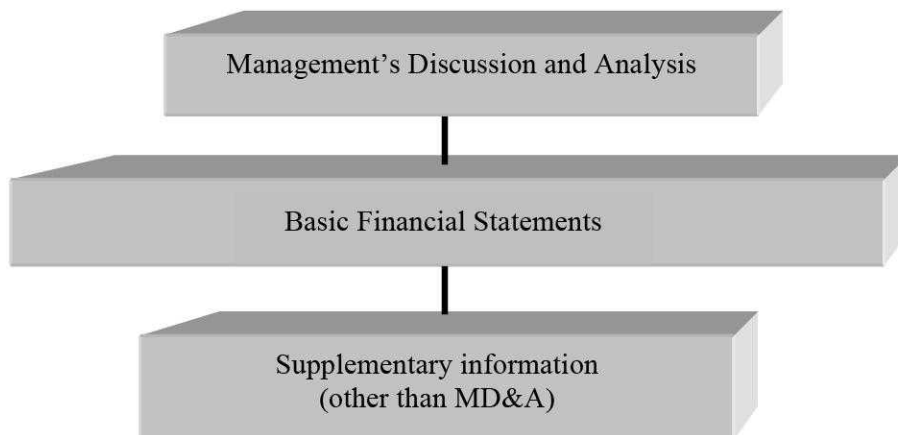 Management’s Discussion and Analysis
Basic Financial Statements
Supplementary information
(other than MD&A)